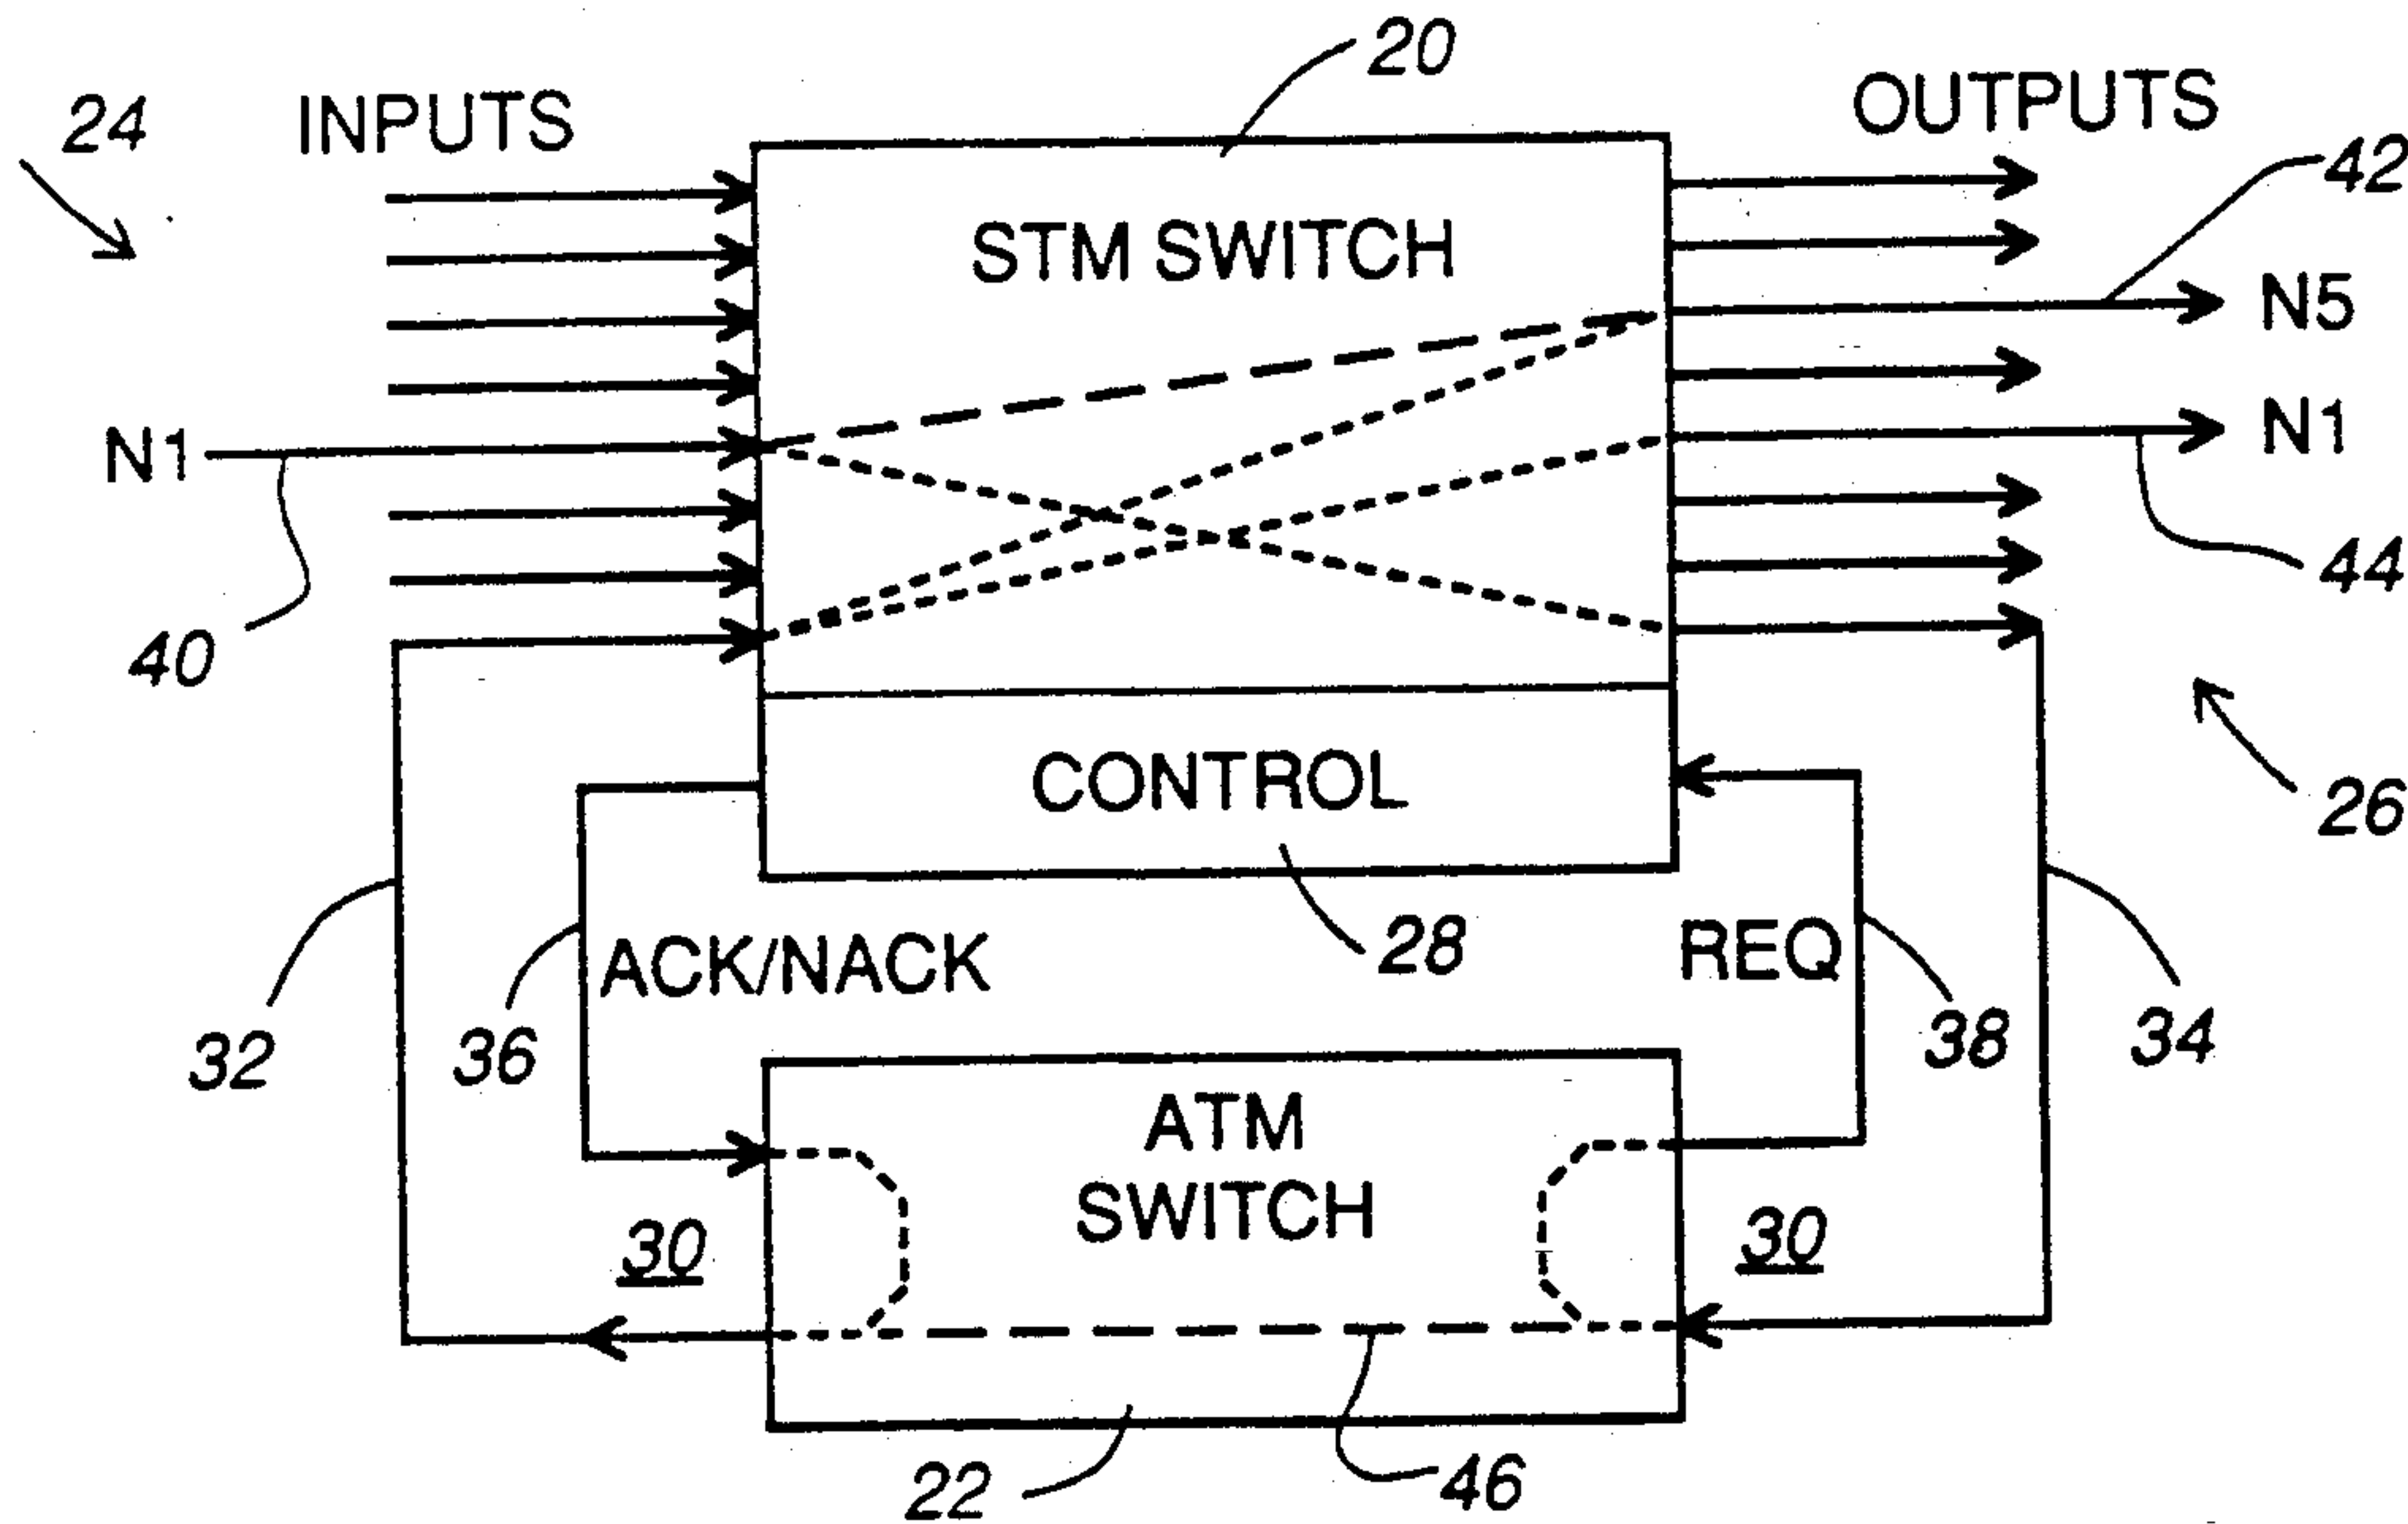 20
24
INPUTS
OUTPUTS
42
STM SWITCH
N5
N1
N1
44
40
CONTROL
26
28
ACK/NACK
REQ
32
36
38
34
ATM
SWITCH
30
30
22
46